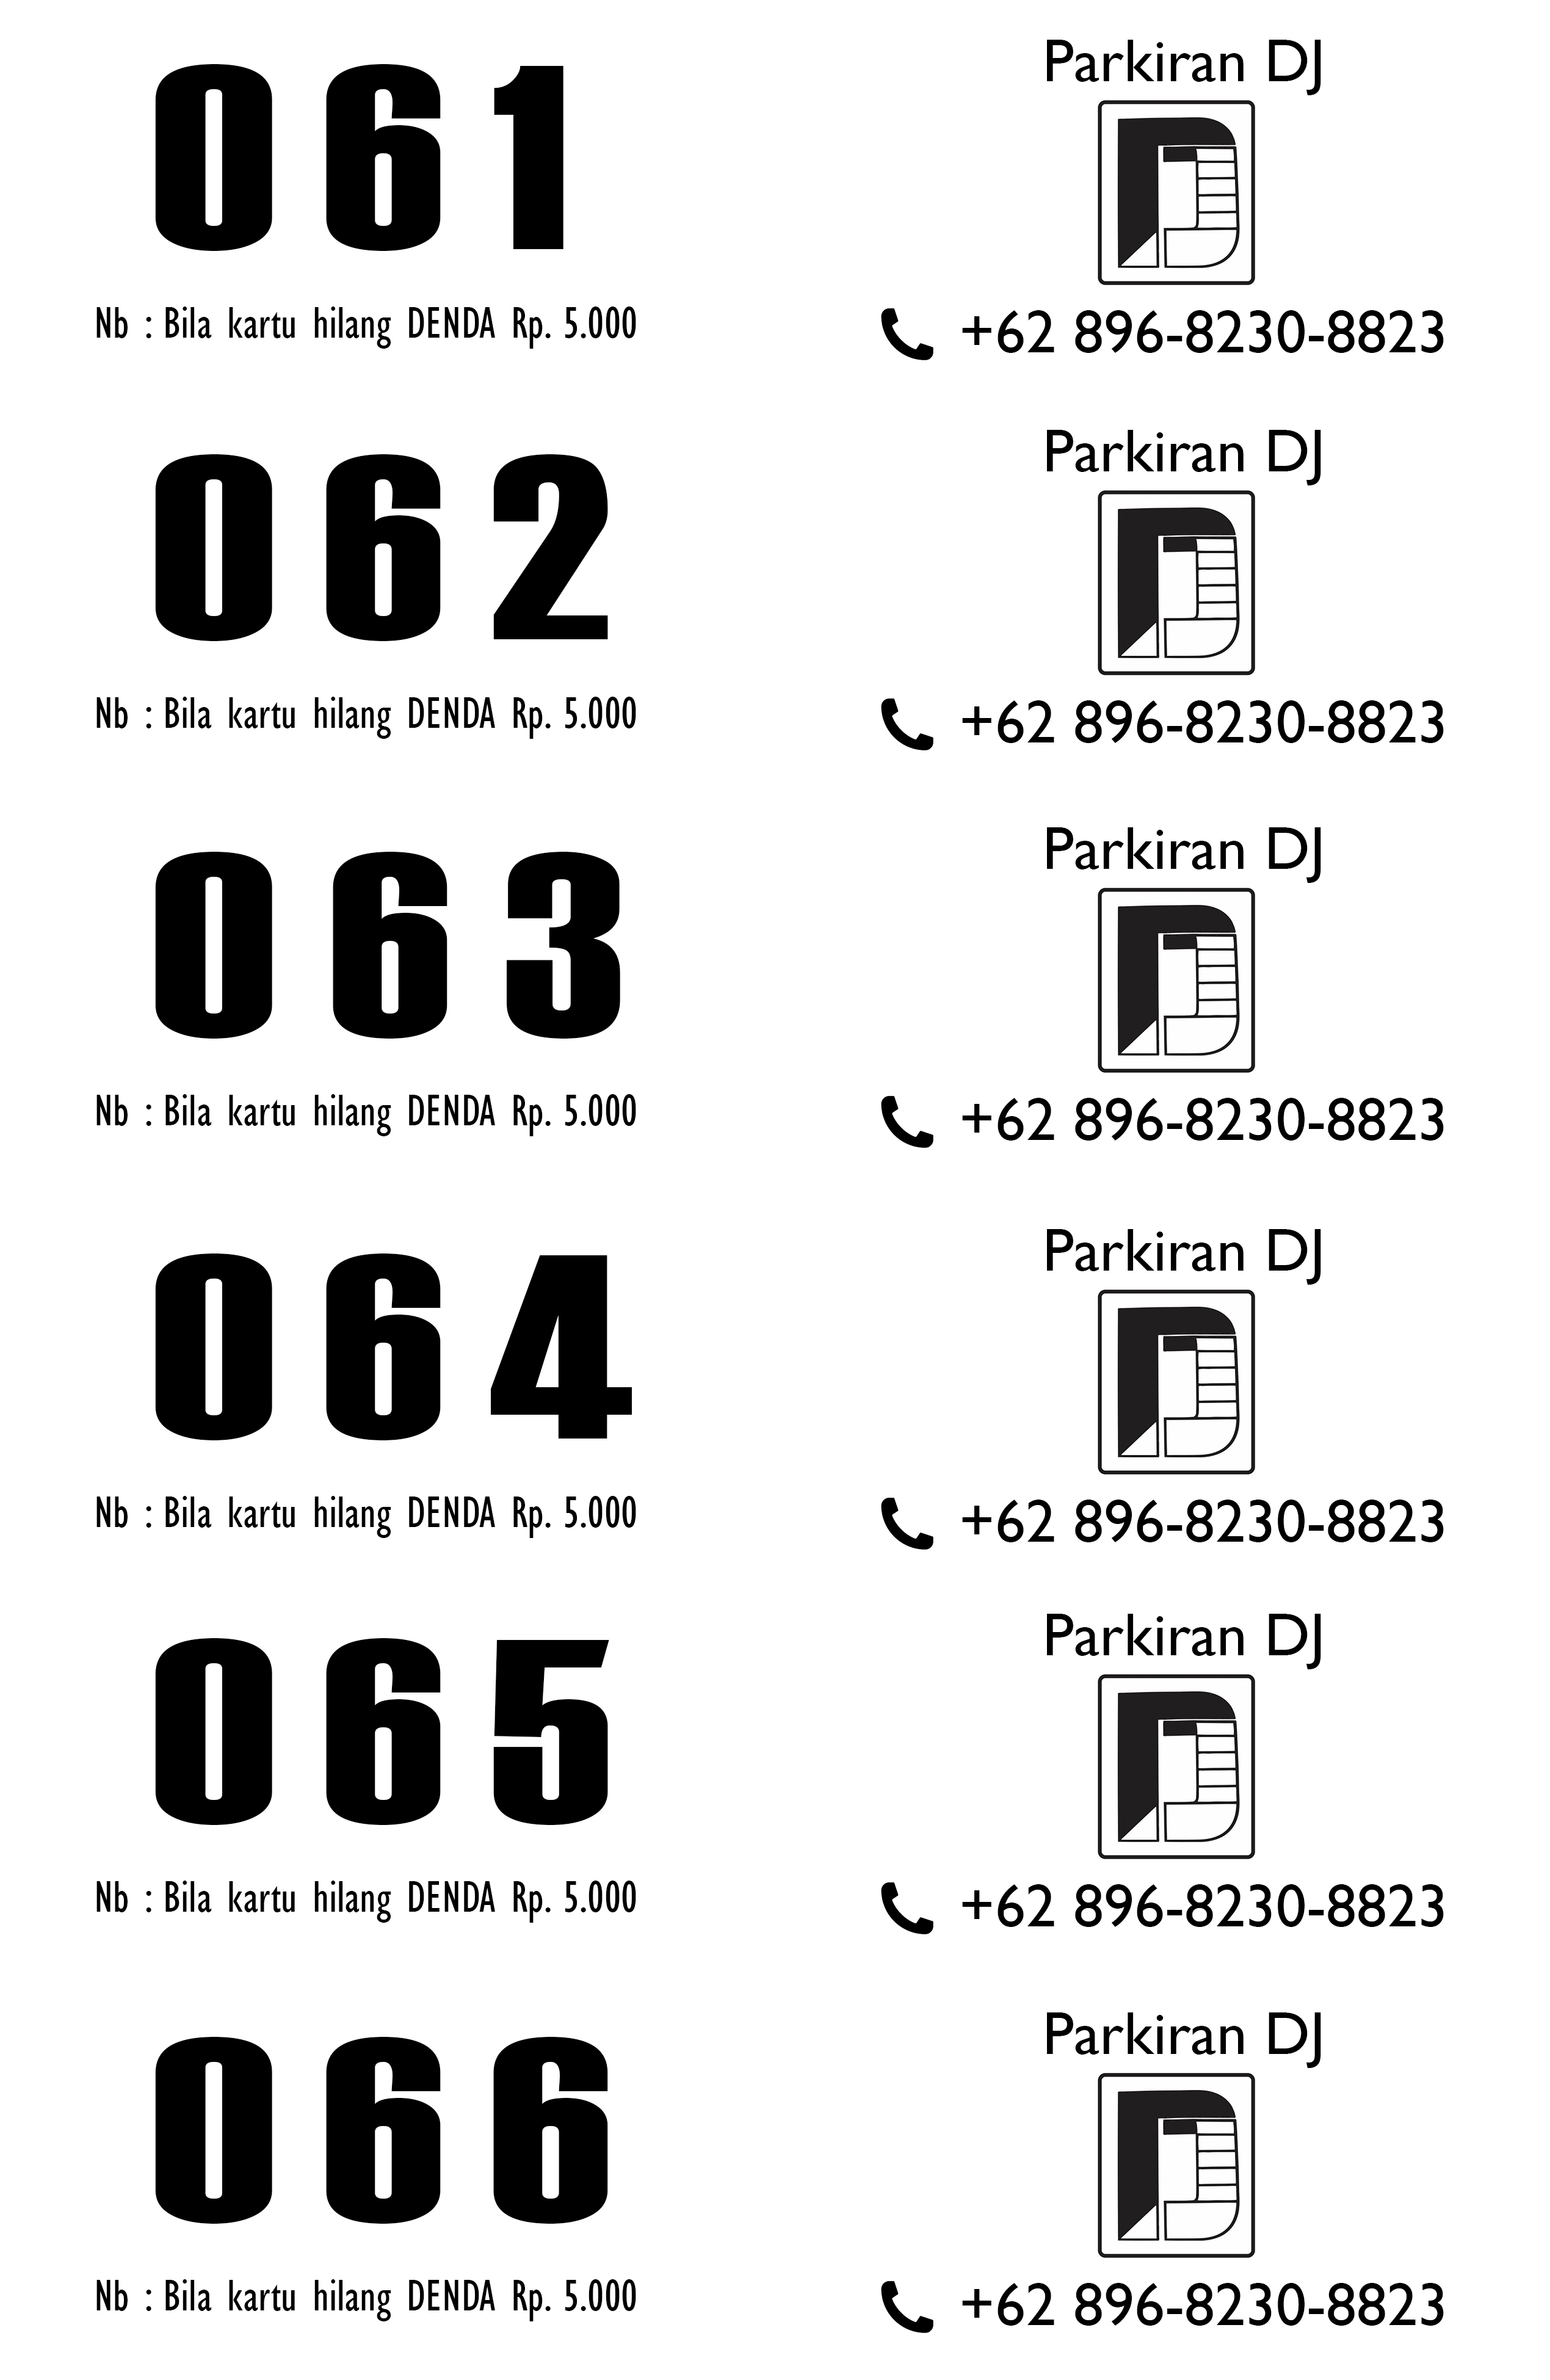 061
Nb : Bila kartu hilang DENDA Rp. 5.000
Parkiran DJ
+62 896-8230-8823
062
Nb : Bila kartu hilang DENDA Rp. 5.000
Parkiran DJ
+62 896-8230-8823
063
Nb : Bila kartu hilang DENDA Rp. 5.000
Parkiran DJ
+62 896-8230-8823
064
Nb : Bila kartu hilang DENDA Rp. 5.000
Parkiran DJ
+62 896-8230-8823
065
Nb : Bila kartu hilang DENDA Rp. 5.000
Parkiran DJ
+62 896-8230-8823
066
Nb : Bila kartu hilang DENDA Rp. 5.000
Parkiran DJ
+62 896-8230-8823